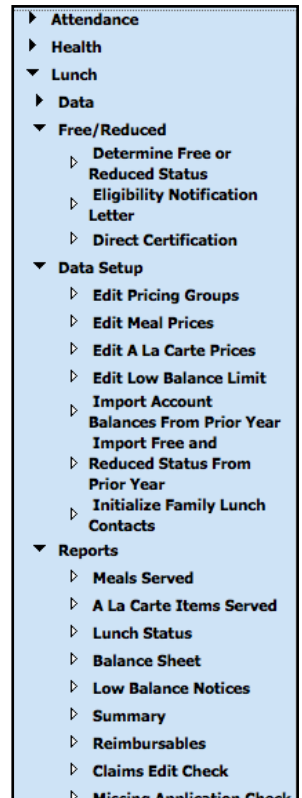 Attendance
Health
Lunch
Data
Free/Reduced
Determine Free or
Reduced Status
Eligibility Notification
Letter
Direct Certification
Data Setup
Edit Pricing Groups
Edit Meal Prices
Edit A La Carte Prices
Edit Low Balance Limit
Import Account
Balances From Prior Year
Import Free and
Reduced Status From
Prior Year
Initialize Family Lunch
Contacts
Reports
Meals Served
A La Carte Items Served
Lunch Status
Balance Sheet
Low Balance Notices
Summary
Reimbursables
Claims Edit Check
Missing Application Check